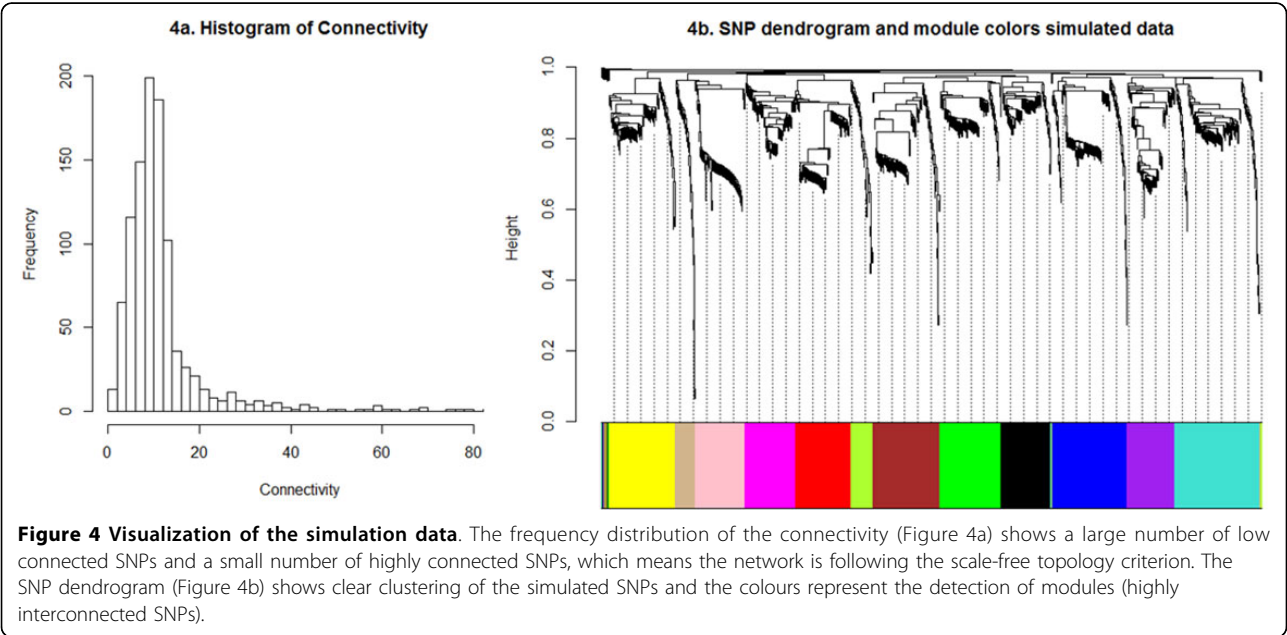 4a. Histogram of Connectivity
200
150
100
50
0
Frequency
0 20 40 60 80
Connectivity
4b. SNP dendrogram and module colors simulated data
1.0
0.8
0.6
0.4
0.2
0.0
Height
Figure 4 Visualization of the simulation data. The frequency distribution of the connectivity (Figure 4a) shows a large number of low
connected SNPs and a small number of highly connected SNPs, which means the network is following the scale-free topology criterion. The
SNP dendrogram (Figure 4b) shows clear clustering of the simulated SNPs and the colours represent the detection of modules (highly
interconnected SNPs).